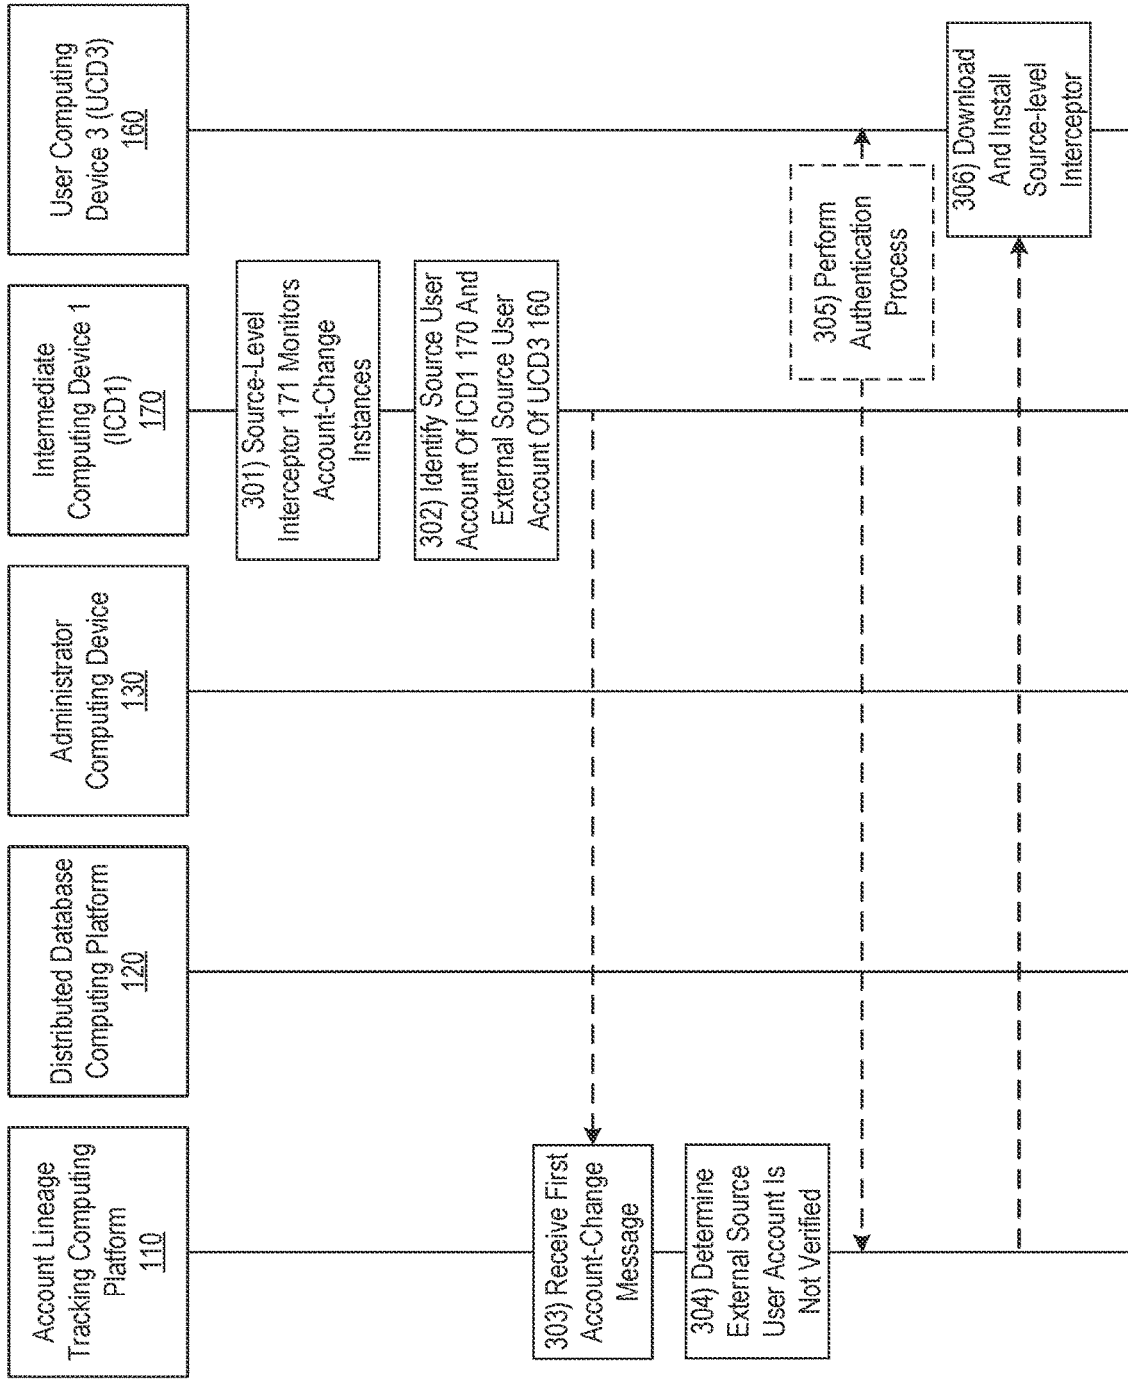 Account Lineage
Tracking Computing
Platform
110
Distributed Database
Computing Platform
120
Administrator
Computing Device
130
Intermediate
Computing Device 1
(ICD1)
170
User Computing
Device 3 (UCD3)
160
301) Source-Level
Interceptor 171 Monitors
Account-Change
Instances
302) Identify Source User
Account Of ICD1 170 And
External Source User
Account Of UCD3 160
303) Receive First
Account-Change
Message
304) Determine
External Source
User Account Is
Not Verified
305) Perform
Authentication
Process
306) Download
And Install
Source-level
Interceptor